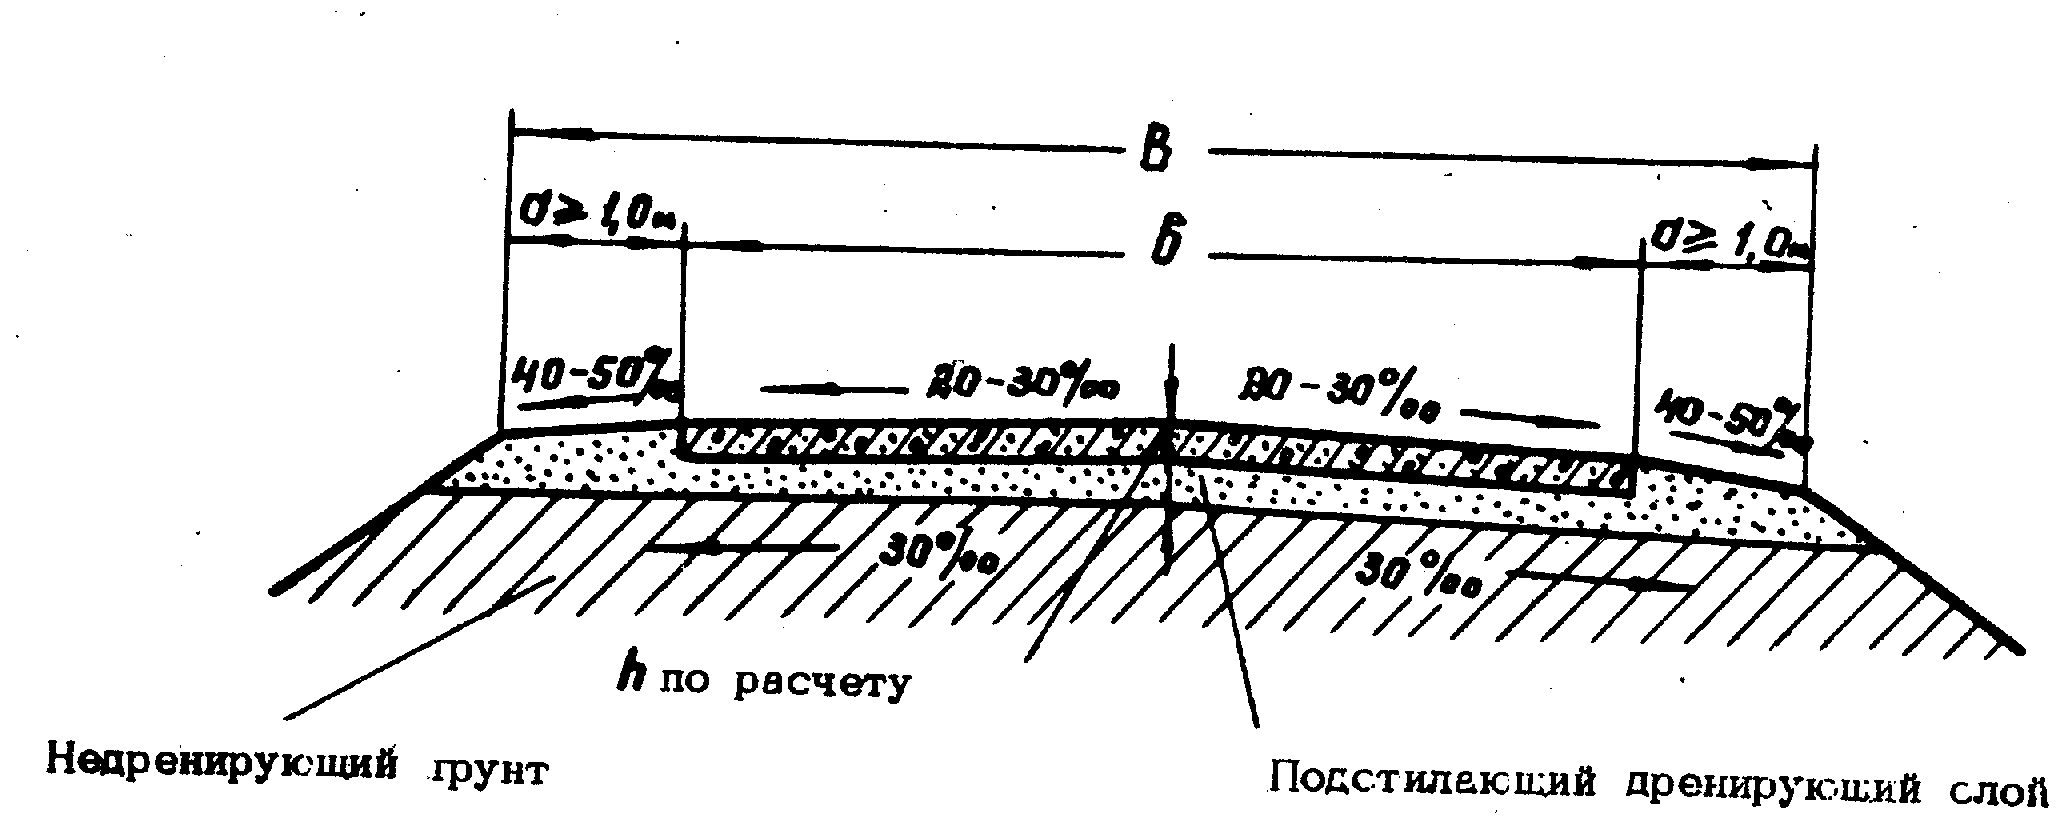 В
а ≥ 1,0м
б
а ≥ 1,0м
40-50‰
20-30‰
20-30‰
40-50‰
30‰
30‰
h по расчету
Недренирующий грунт
Подстилающий дренирующий слой